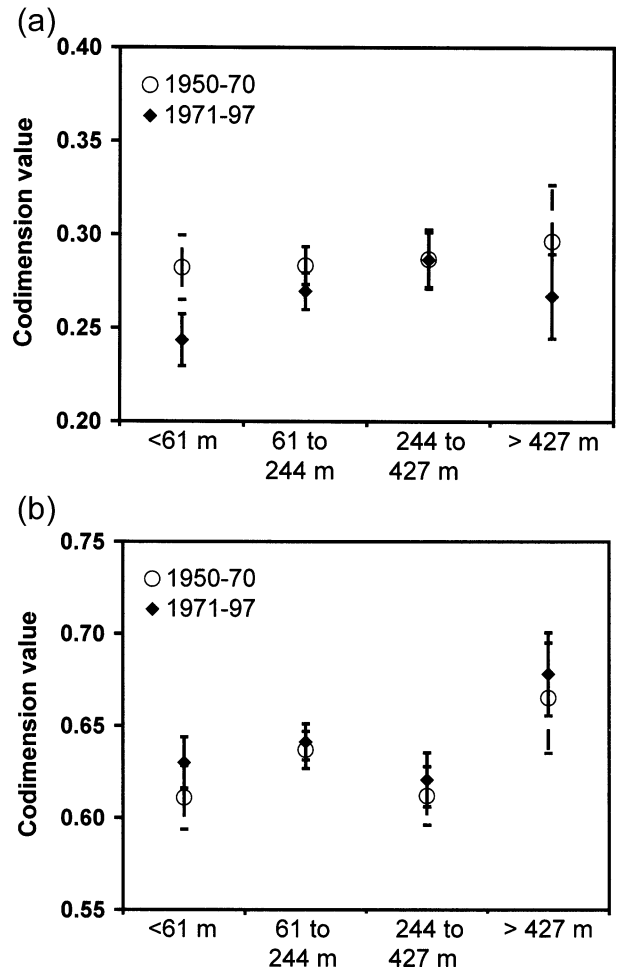 (a)
0.40
0.35
0.30
0.25
0.20
Codimension value
1950-70
1971-97
<61 m
61 to
244 m
244 to
427 m
> 427 m
(b)
0.75
0.70
0.65
0.60
0.55
Codimension value
1950-70
1971-97
<61 m
61 to
244 m
244 to
427 m
> 427 m